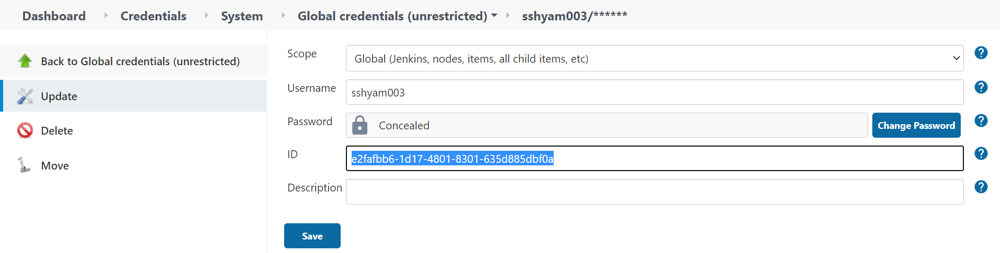 Dashboard Credentials System Global credentials (unrestricted) sshyam003/******
Back to Global credentials (unrestricted)
Update
Delete
Move
Scope Global (Jenkins, nodes, items, all child items, etc) ?
Username sshyam003 ?
Password Concealed Change Password ?
ID e2fafbb6-1d17-4801-8301-635d885dbf0a ?
Description ?
Save